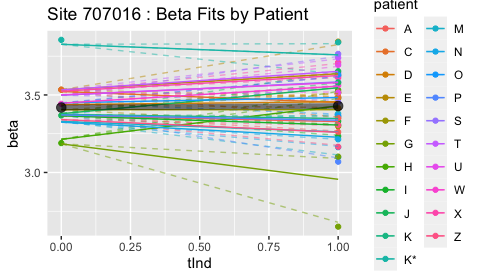 Site 707016 : Beta Fits by Patient
beta
3.5
3.0
0.00
0.25
0.50
0.75
1.00
tInd
patient
A
C
D
E
F
G
H
I
J
K
K*
M
N
O
P
S
T
U
W
X
Z